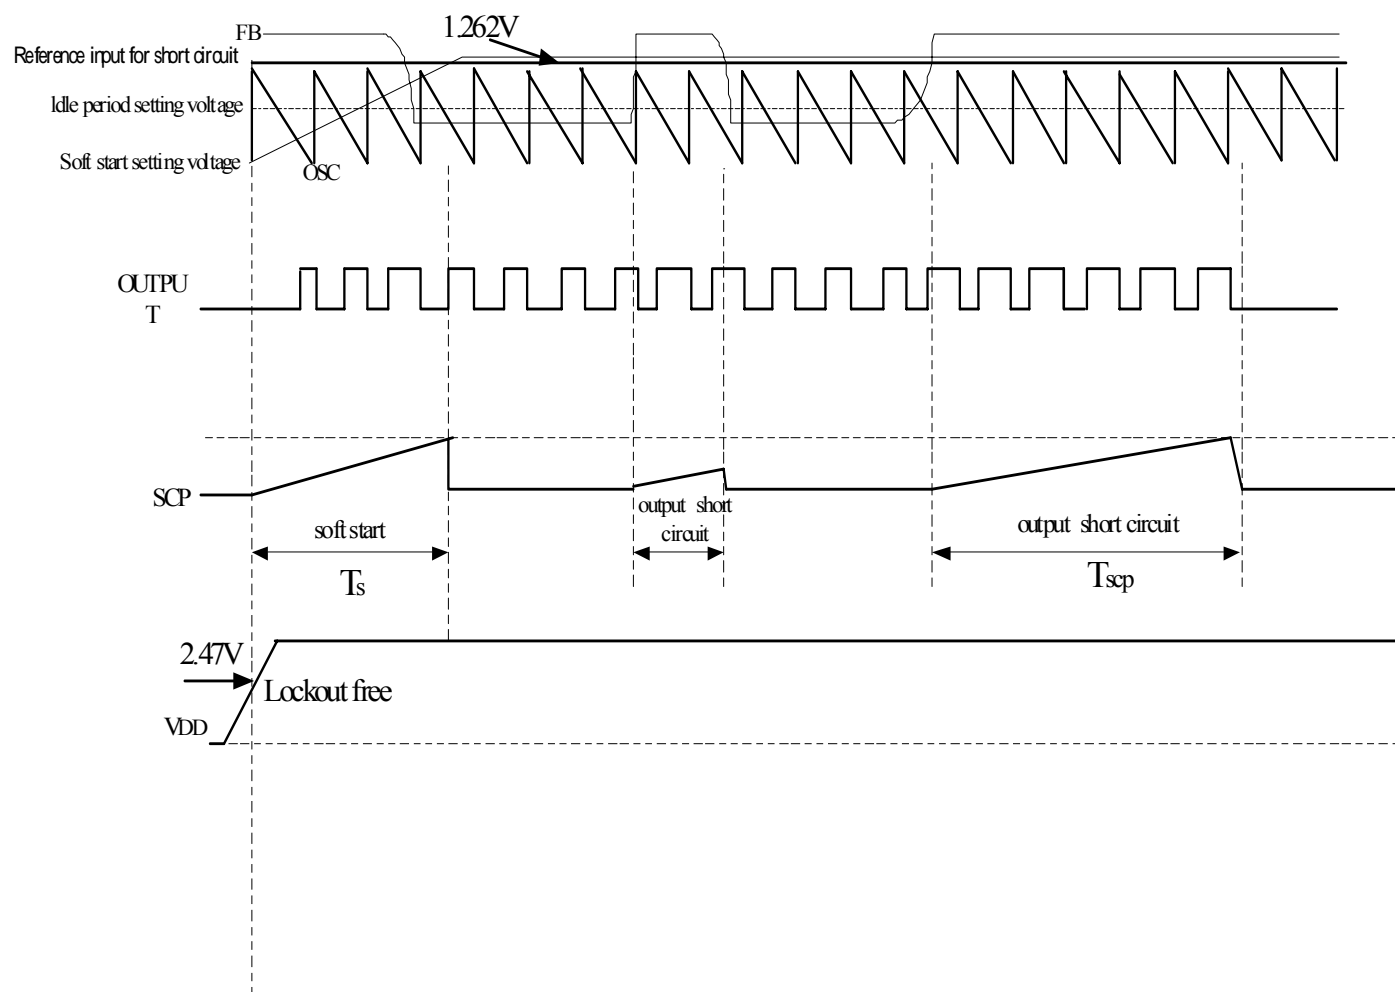 1.262V
FB
Reference input for short circuit
Idle period setting voltage
Soft start setting voltage
OSC
OUTPU
T
SCP
soft start
Ts
output short
circuit
output short circuit
Tscp
2.47V
Lockout free
VDD